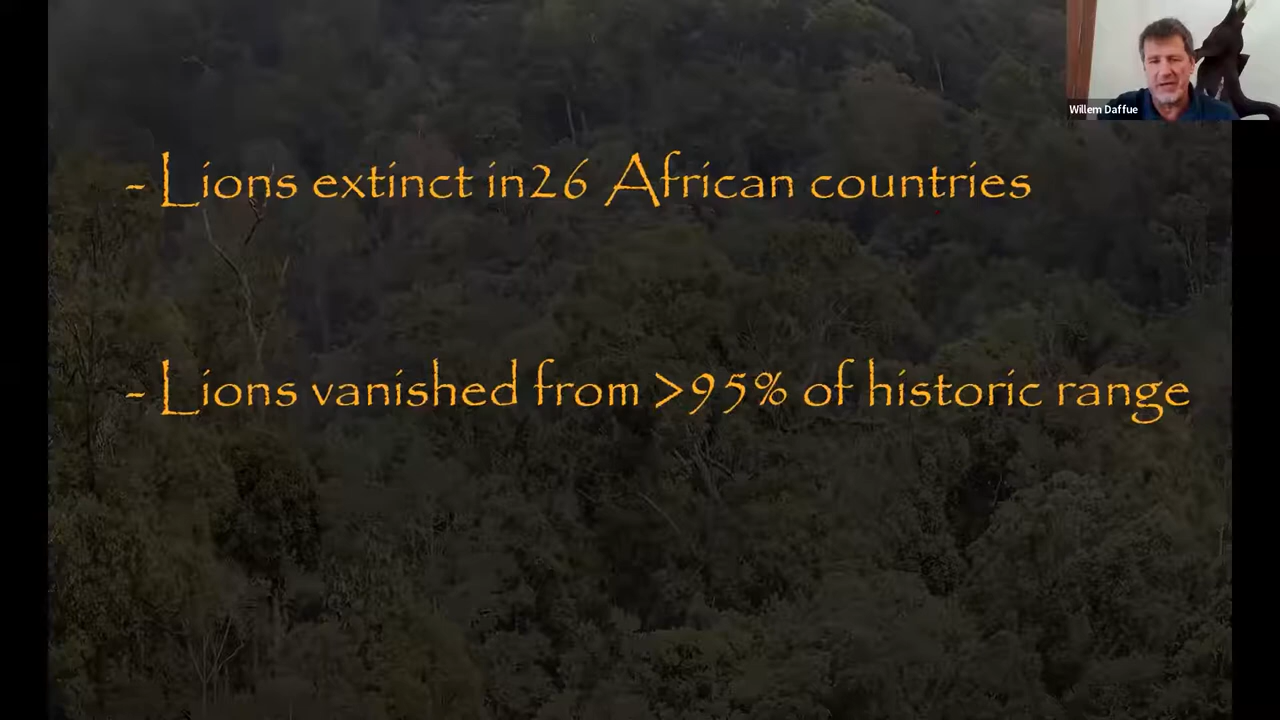 Willem Daffue
- Lions extinct in26 African countries
- Lions vanished from >95% of historic range